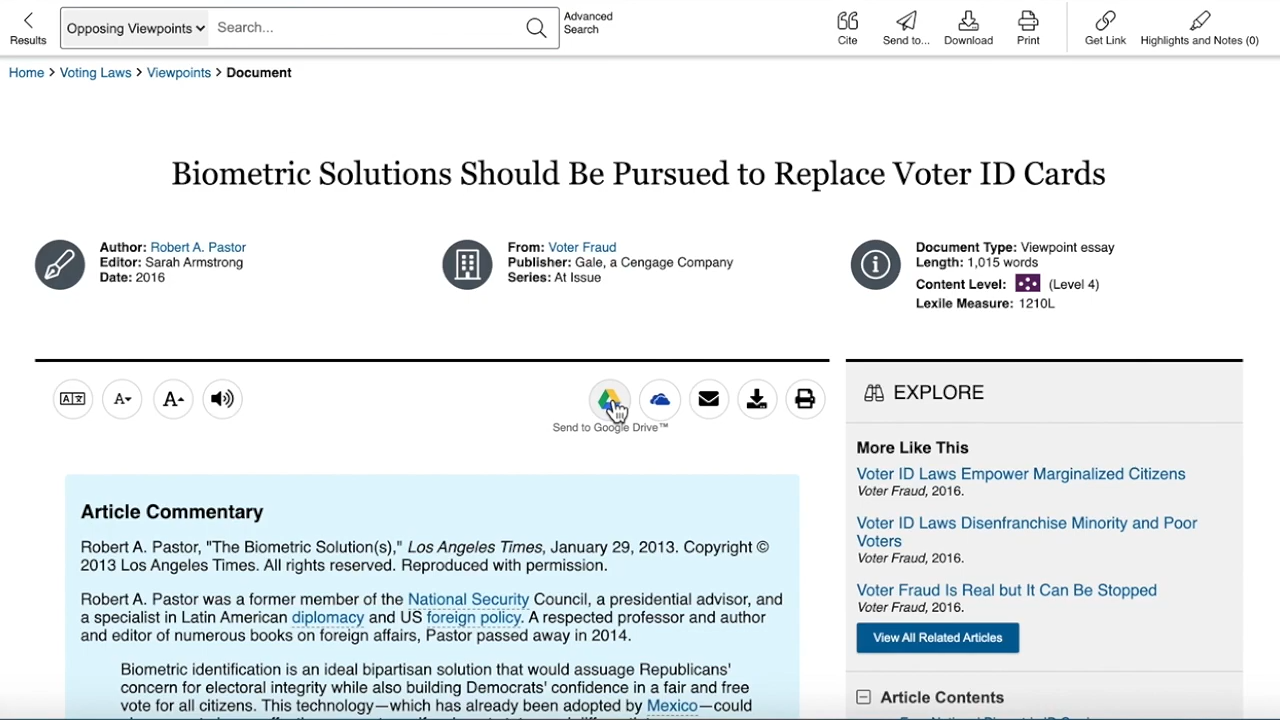 Results
Opposing Viewpoints
Search...
Advanced
Search
Cite
Send to...
Download
Print
Get Link
Highlights and Notes (0)
Home > Voting Laws > Viewpoints > Document
Biometric Solutions Should Be Pursued to Replace Voter ID Cards
Author: Robert A. Pastor
Editor: Sarah Armstrong
Date: 2016
From: Voter Fraud
Publisher: Gale, a Cengage Company
Series: At Issue
Document Type: Viewpoint essay
Length: 1,015 words
Content Level: (Level 4)
Lexile Measure: 1210L
Send to Google Drive™
Article Commentary
Robert A. Pastor, "The Biometric Solution(s)," Los Angeles Times, January 29, 2013. Copyright ©
2013 Los Angeles Times. All rights reserved. Reproduced with permission.
Robert A. Pastor was a former member of the National Security Council, a presidential advisor, and
a specialist in Latin American diplomacy and US foreign policy. A respected professor and author
and editor of numerous books on foreign affairs, Pastor passed away in 2014.
Biometric identification is an ideal bipartisan solution that would assuage Republicans'
concern for electoral integrity while also building Democrats' confidence in a fair and free
vote for all citizens. This technology—which has already been adopted by Mexico—could
EXPLORE
More Like This
Voter ID Laws Empower Marginalized Citizens
Voter Fraud, 2016.
Voter ID Laws Disenfranchise Minority and Poor
Voters
Voter Fraud, 2016.
Voter Fraud Is Real but It Can Be Stopped
Voter Fraud, 2016.
View All Related Articles
Article Contents